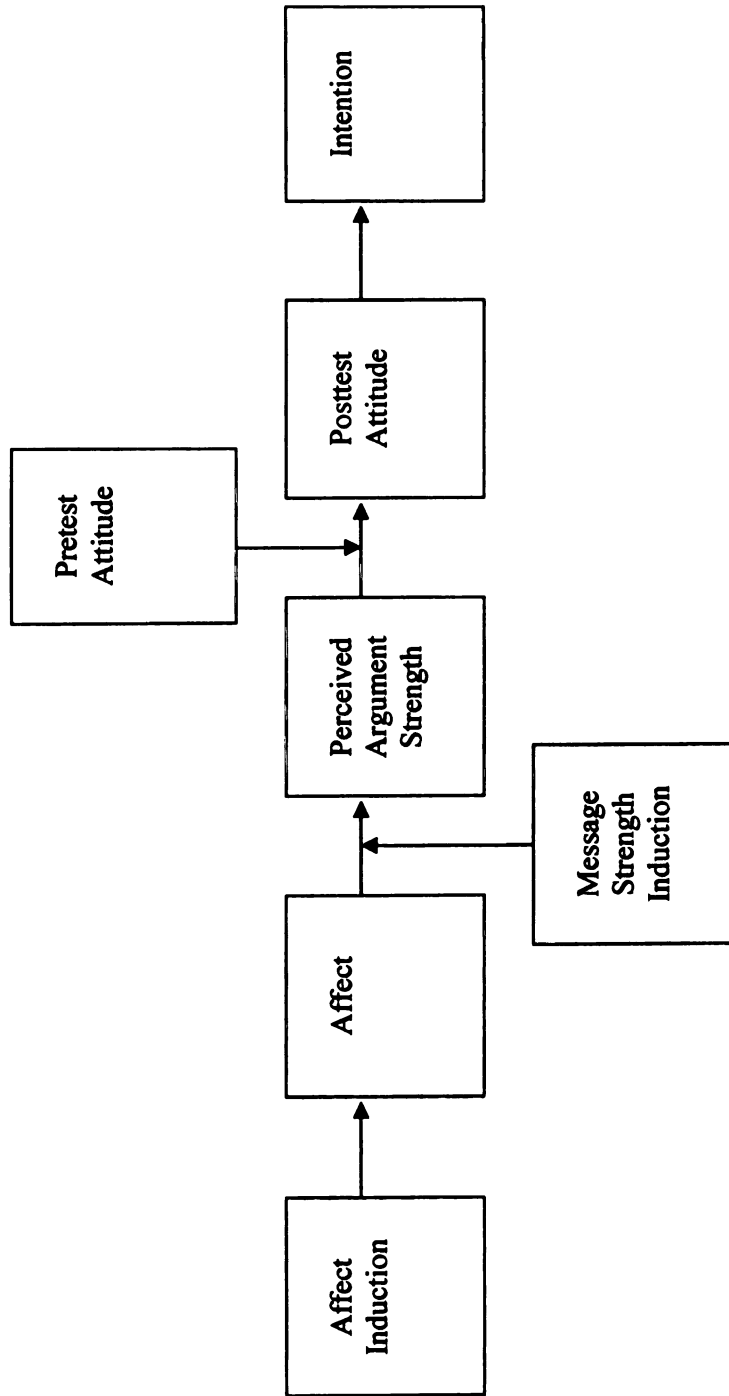 Affect
Induction
Affect
Message
Strength
Induction
Perceived
Argument
Strength
Pretest
Attitude
Posttest
Attitude
Intention